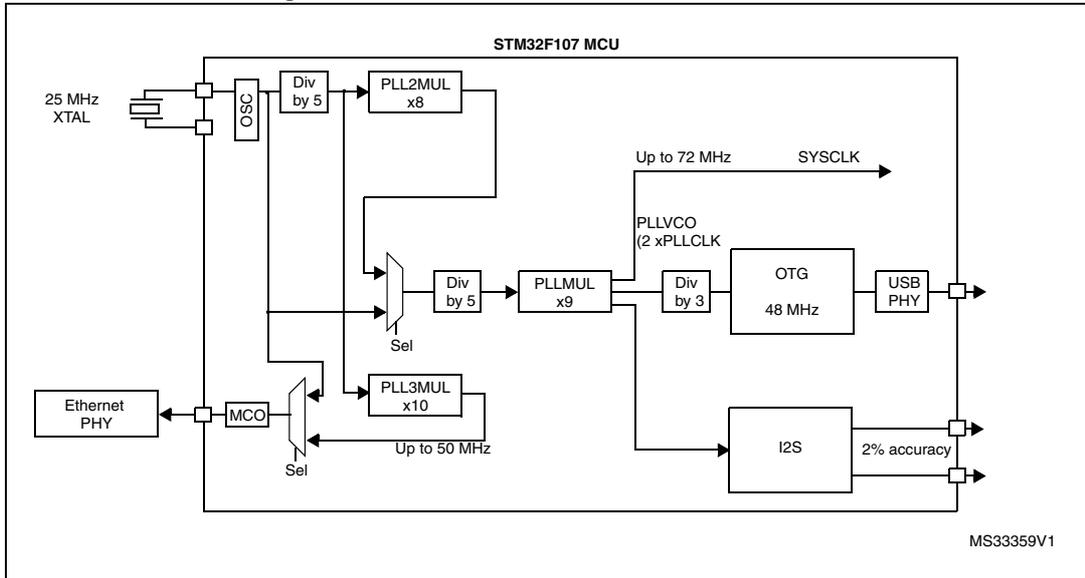 STM32F107 MCU
25 MHz
XTAL
OSC
Div
by 5
PLL2MUL
x8
Up to 72 MHz
SYSCLK
PLLVCO
(2 xPLLCLK
Div
by 5
PLLMUL
x9
Div
by 3
OTG
48 MHz
USB
PHY
Sel
PLL3MUL
x10
Ethernet
PHY
MCO
Up to 50 MHz
Sel
I2S
2% accuracy
MS33359V1